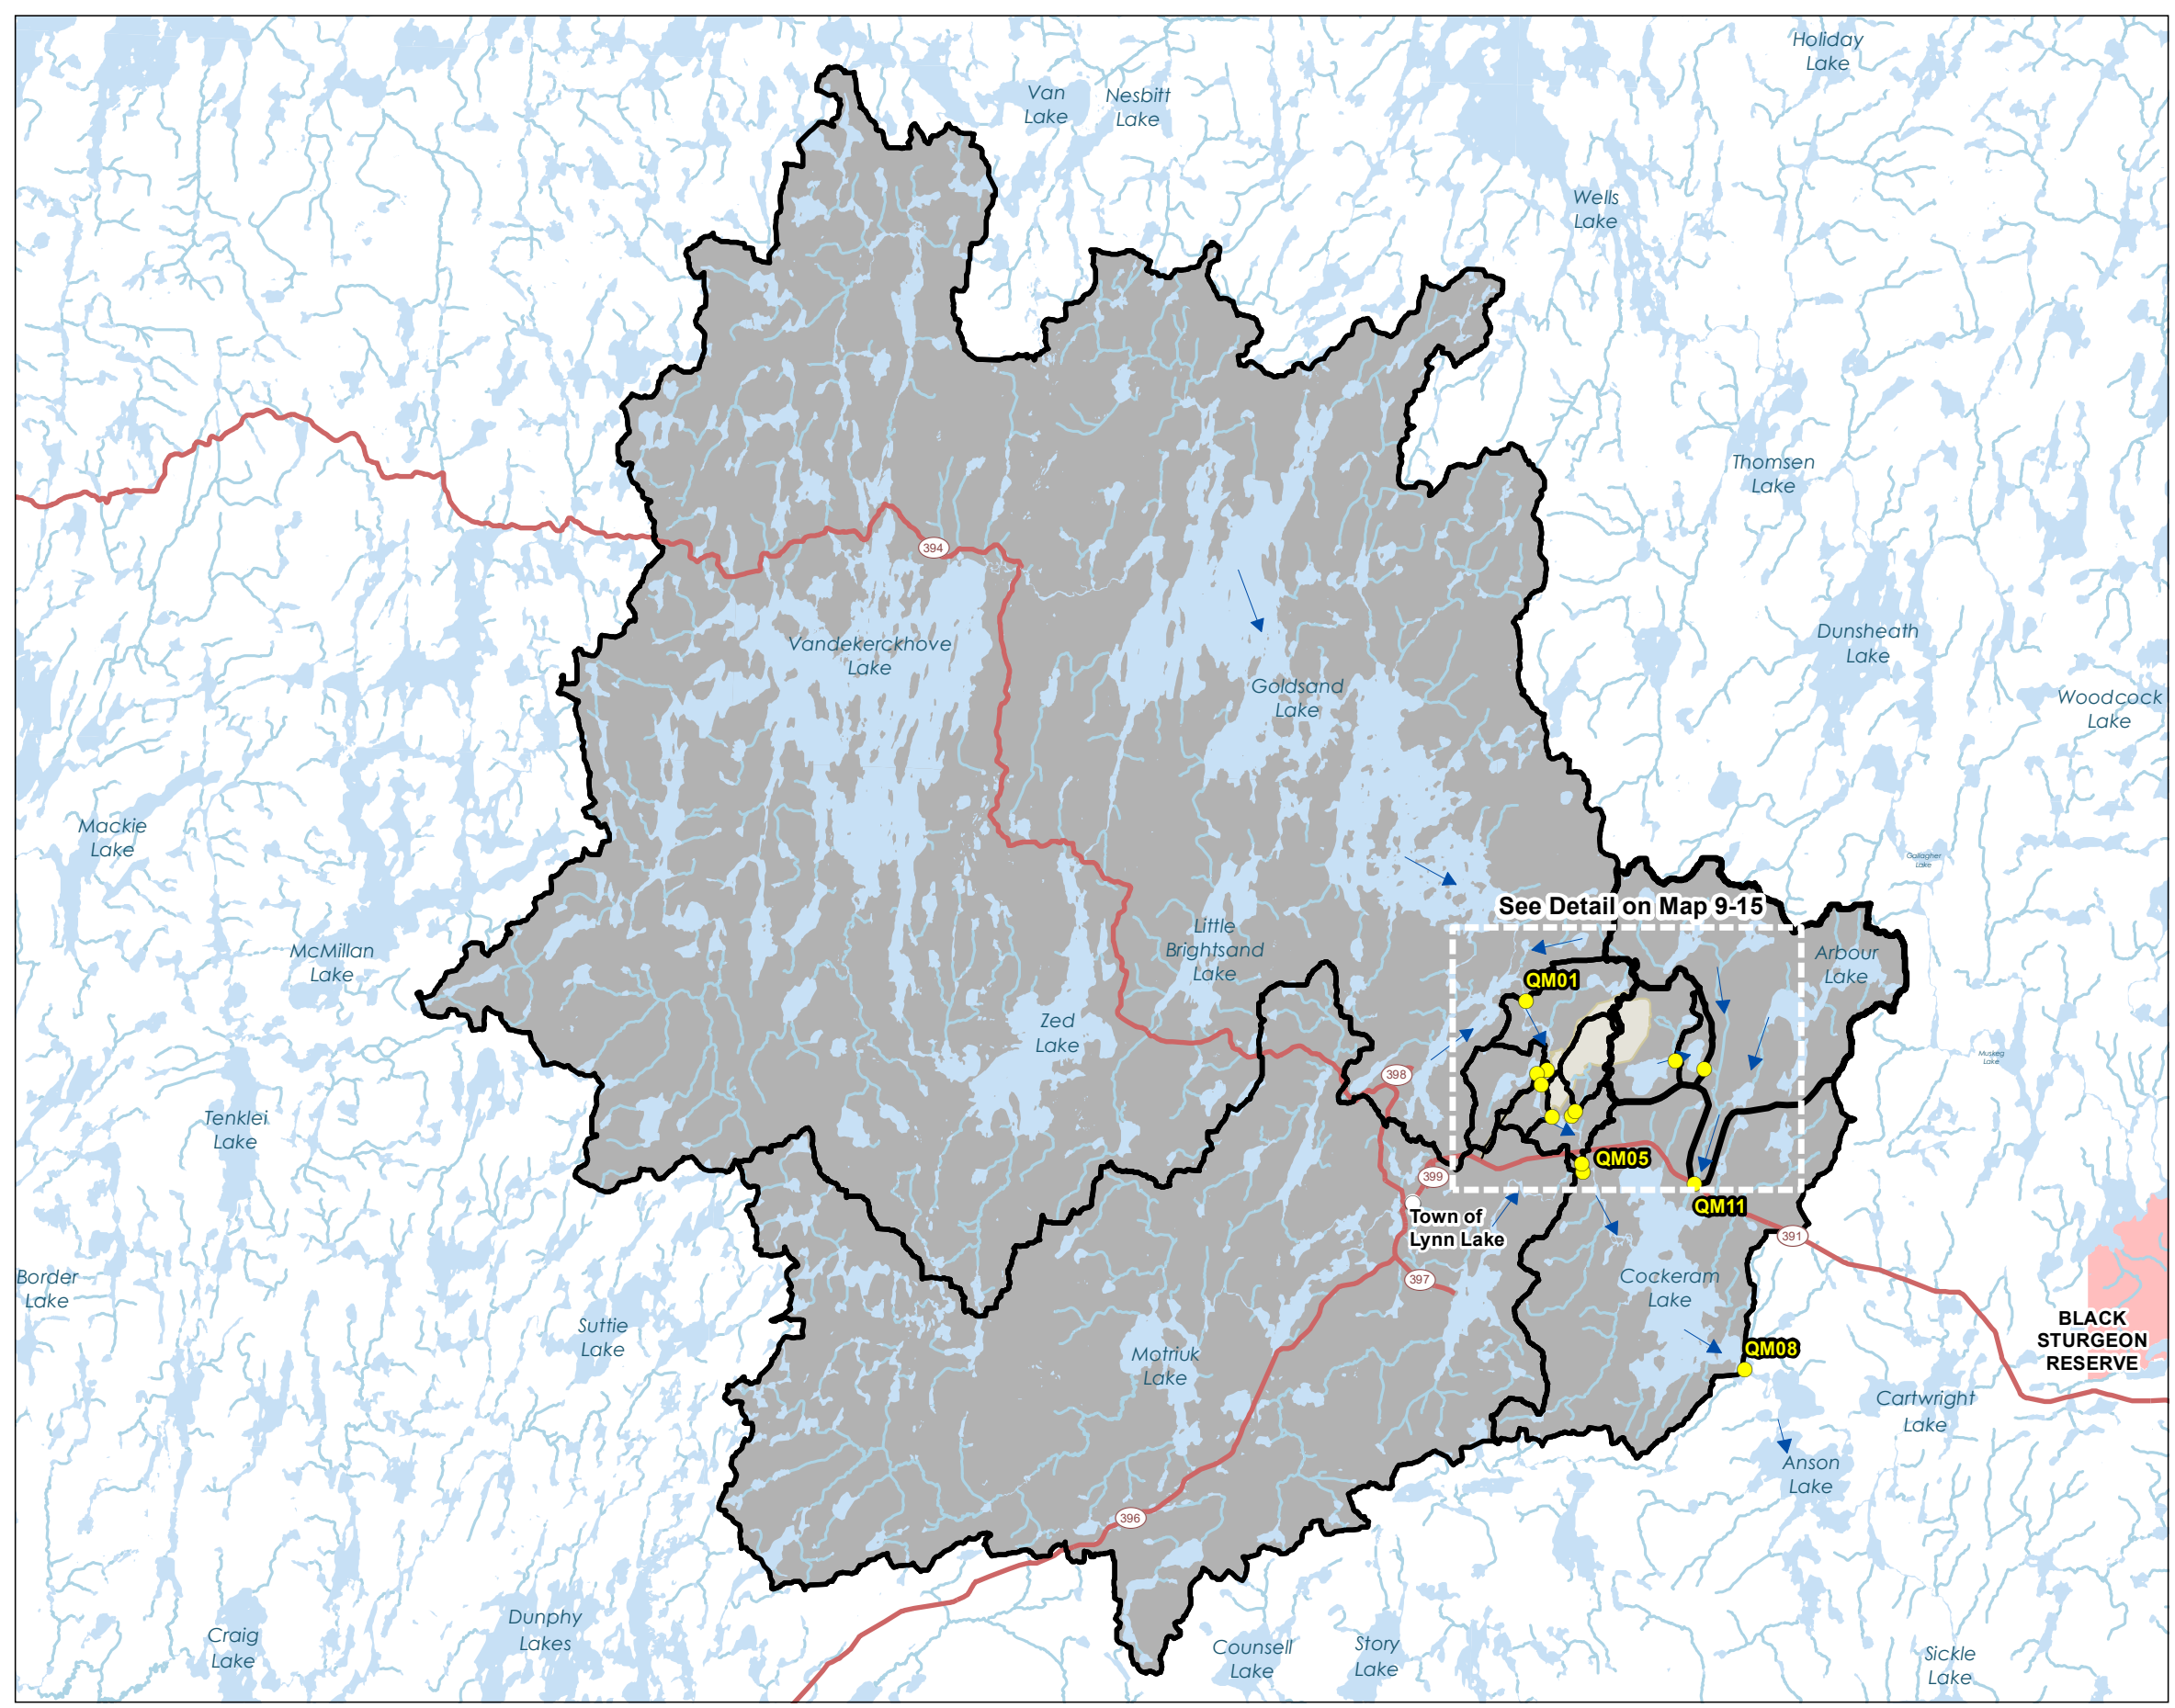 Holiday
Lake
Van
Lake
Nesbitt
Lake
Wells
Lake
Thomsen
Lake
394
Vandekerckhove
Lake
Goldsand
Lake
Dunsheath
Lake
Woodcock
Lake
Mackie
Lake
Gallagher
Lake
See Detail on Map 9-15
McMillan
Lake
Little
Brightsand
Lake
Arbour
Lake
QM01
Zed
Lake
Muskeg
Lake
398
Tenklei
Lake
QM05
399
QM11
Town of
Lynn Lake
391
397
Border
Lake
Cockeram
Lake
Suttie
Lake
Motriuk
Lake
QM08
BLACK
STURGEON
RESERVE
Cartwright
Lake
Anson
Lake
396
Dunphy
Lakes
Craig
Lake
Counsell
Lake
Story
Lake
Sickle
Lake